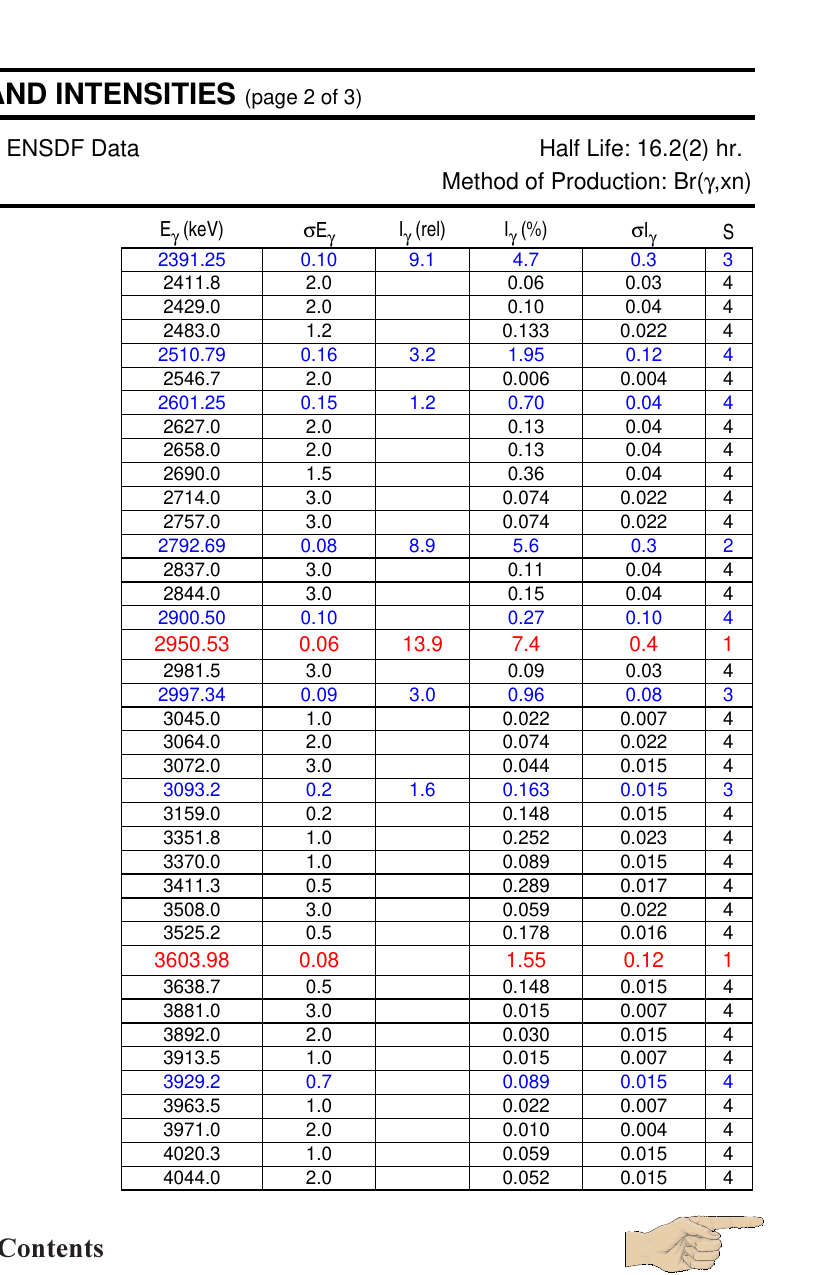 AND INTENSITIES (page 2 of 3)
ENSDF Data Half Life: 16.2(2) hr.
Method of Production: Br(γ,xn)
Eγ (keV) σEγ Iγ (rel) Iγ (%) σIγ S
2391.25 0.10 9.1 4.7 0.3 3
2411.8 2.0 0.06 0.03 4
2429.0 2.0 0.10 0.04 4
2483.0 1.2 0.133 0.022 4
2510.79 0.16 3.2 1.95 0.12 4
2546.7 2.0 0.006 0.004 4
2601.25 0.15 1.2 0.70 0.04 4
2627.0 2.0 0.13 0.04 4
2658.0 2.0 0.13 0.04 4
2690.0 1.5 0.36 0.04 4
2714.0 3.0 0.074 0.022 4
2757.0 3.0 0.074 0.022 4
2792.69 0.08 8.9 5.6 0.3 2
2837.0 3.0 0.11 0.04 4
2844.0 3.0 0.15 0.04 4
2900.50 0.10 0.27 0.10 4
2950.53 0.06 13.9 7.4 0.4 1
2981.5 3.0 0.09 0.03 4
2997.34 0.09 3.0 0.96 0.08 3
3045.0 1.0 0.022 0.007 4
3064.0 2.0 0.074 0.022 4
3072.0 3.0 0.044 0.015 4
3093.2 0.2 1.6 0.163 0.015 3
3159.0 0.2 0.148 0.015 4
3351.8 1.0 0.252 0.023 4
3370.0 1.0 0.089 0.015 4
3411.3 0.5 0.289 0.017 4
3508.0 3.0 0.059 0.022 4
3525.2 0.5 0.178 0.016 4
3603.98 0.08 1.55 0.12 1
3638.7 0.5 0.148 0.015 4
3881.0 3.0 0.015 0.007 4
3892.0 2.0 0.030 0.015 4
3913.5 1.0 0.015 0.007 4
3929.2 0.7 0.089 0.015 4
3963.5 1.0 0.022 0.007 4
3971.0 2.0 0.010 0.004 4
4020.3 1.0 0.059 0.015 4
4044.0 2.0 0.052 0.015 4
Contents